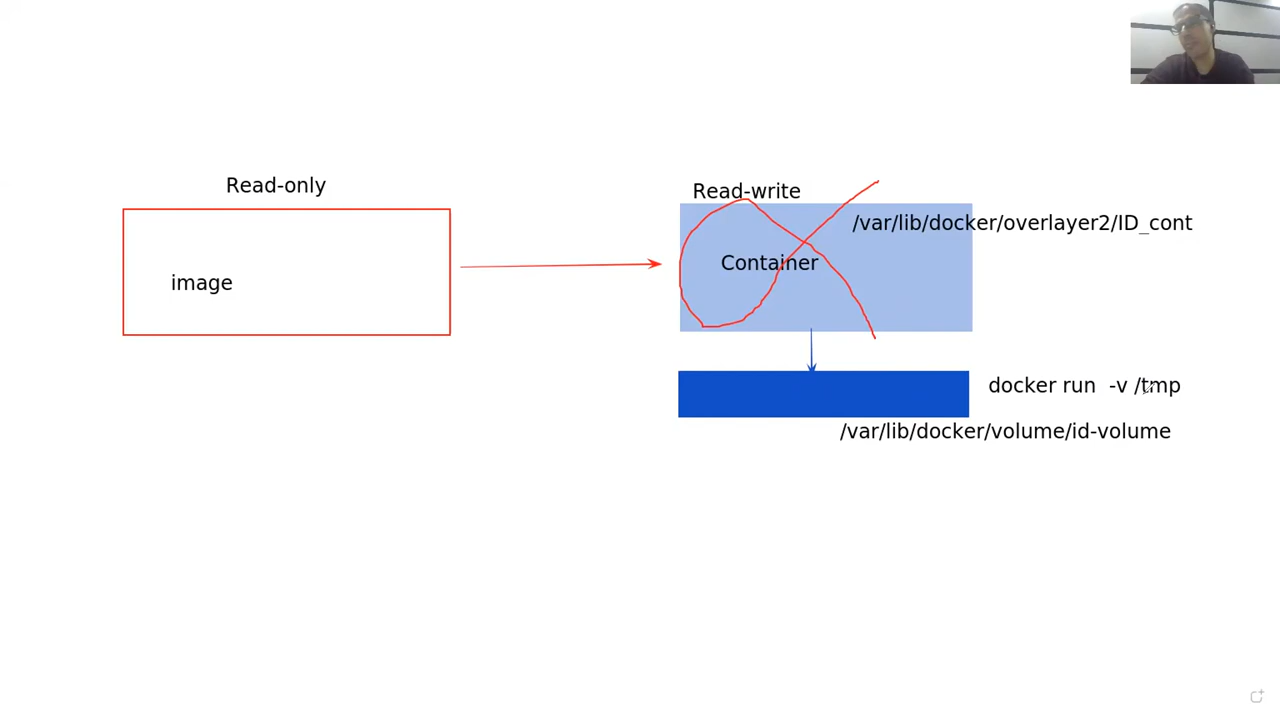 Read-only
image
Read-write
/var/lib/docker/overlayer2/ID_cont
Container
docker run -v /tmp
/var/lib/docker/volume/id-volume